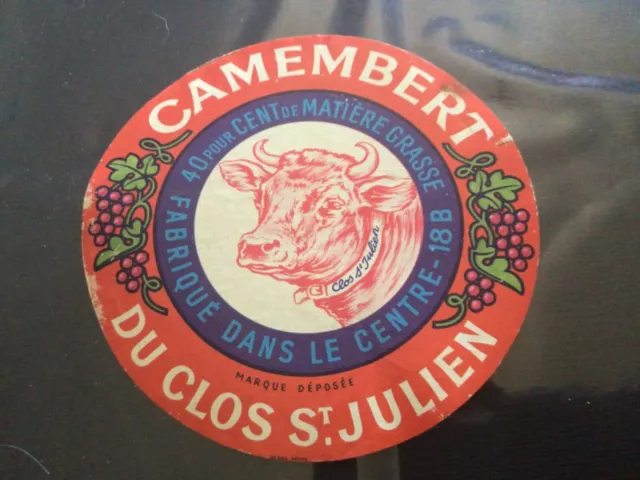 CAMEMBERT
40 POUR CENT DE MATIÈRE GRASSE
Clos St Julien
FABRIQUÉ DANS LE CENTRE - 18 B
MARQUE DÉPOSÉE
DU CLOS ST. JULIEN